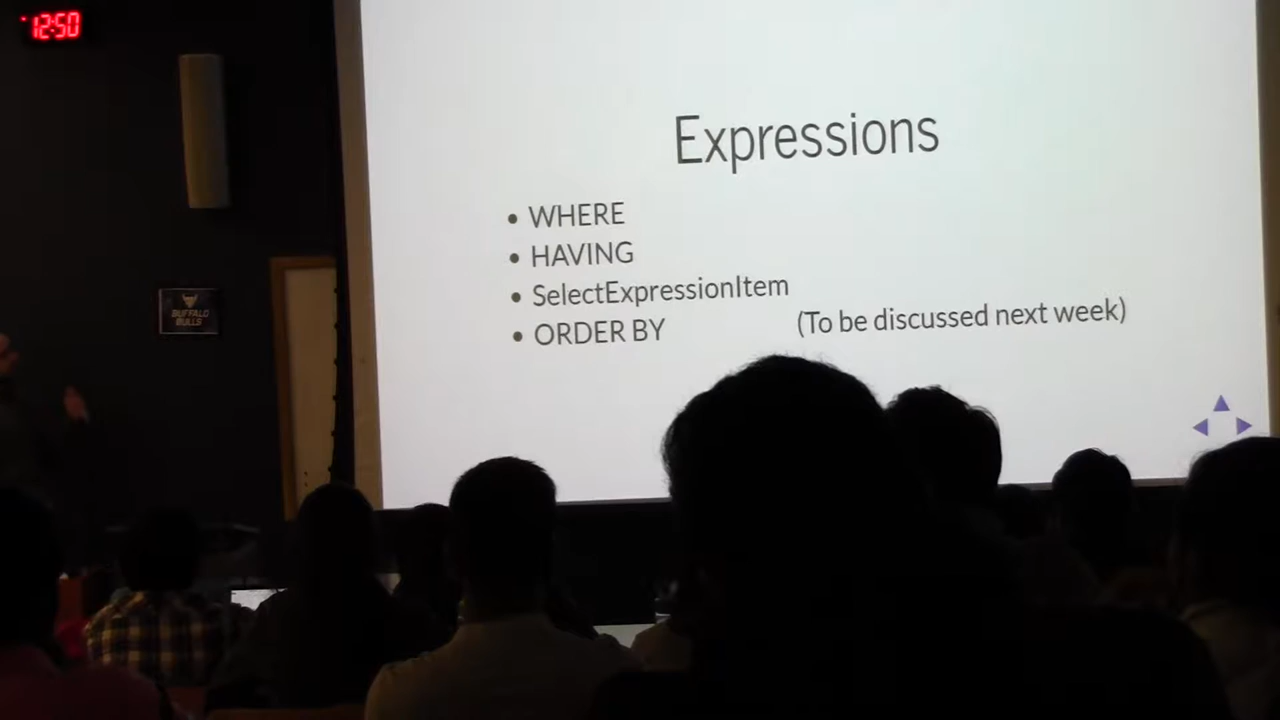 12:50
Expressions
• WHERE
• HAVING
• SelectExpressionItem
• ORDER BY (To be discussed next week)
BUFFALO
BULLS